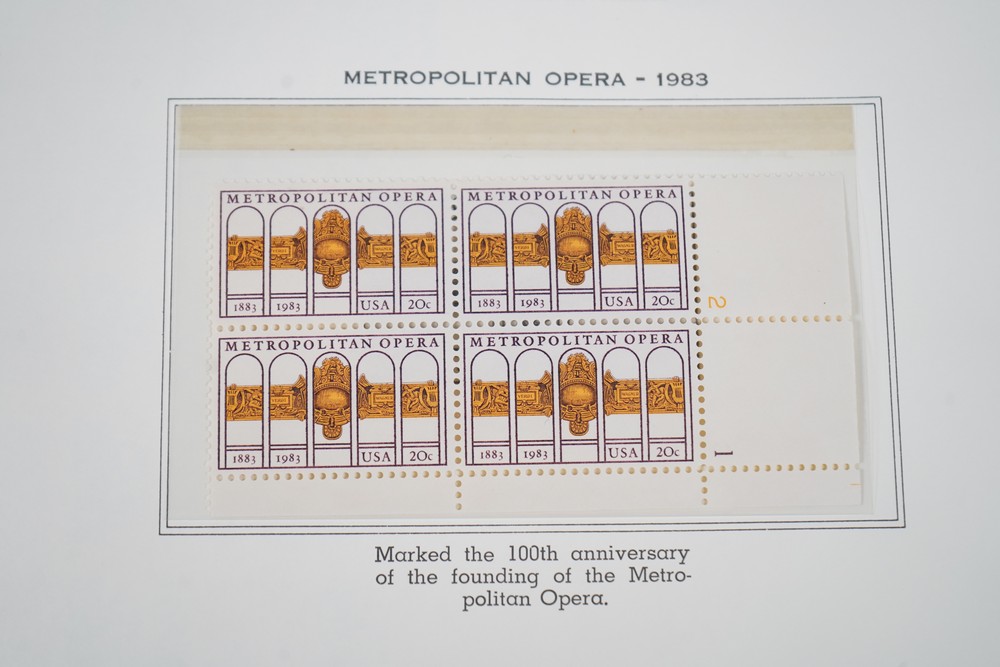 METROPOLITAN OPERA - 1983
METROPOLITAN OPERA
1883 1983 USA 20c
METROPOLITAN OPERA
1883 1983 USA 20c
2
METROPOLITAN OPERA
1883 1983 USA 20c
METROPOLITAN OPERA
1883 1983 USA 20c
1
Marked the 100th anniversary
of the founding of the Metro-
politan Opera.